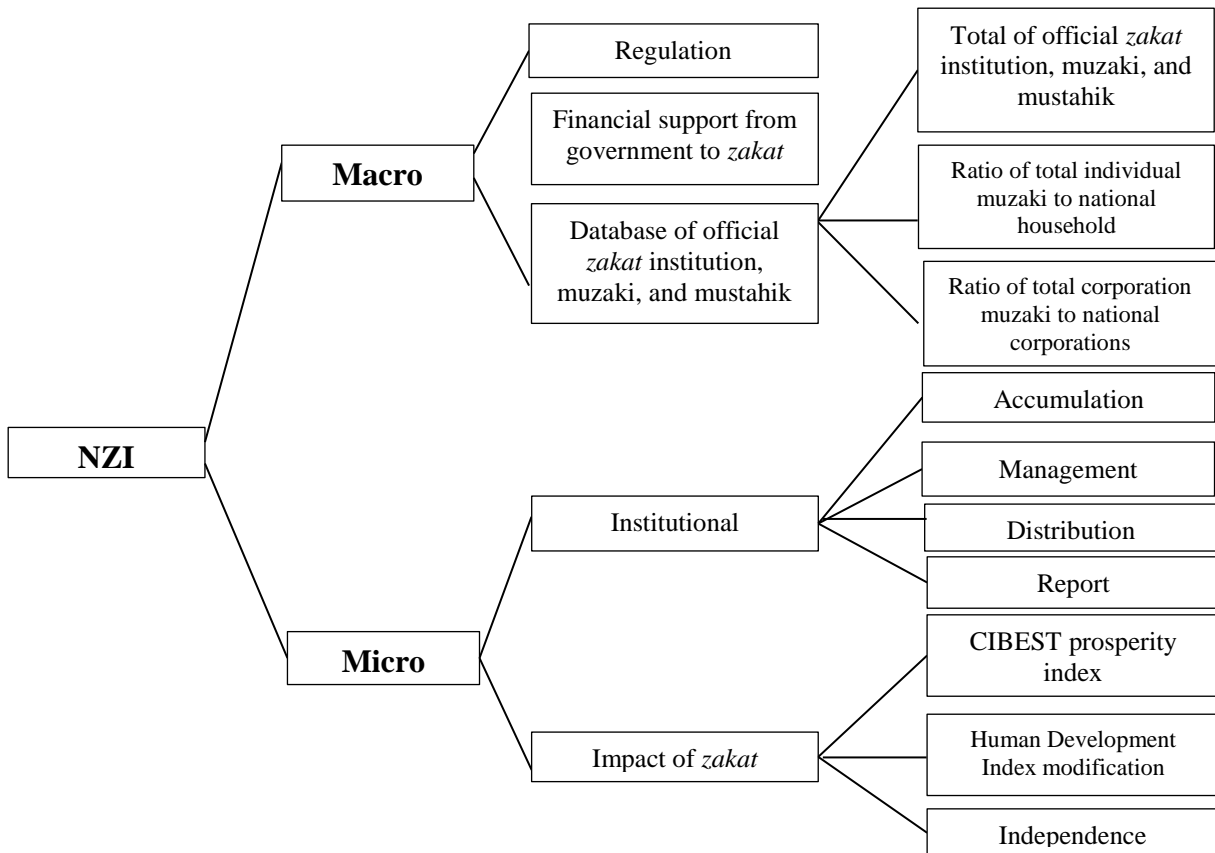 NZI
Macro
Micro
Regulation
Financial support from
government to zakat
Database of official
zakat institution,
muzaki, and mustahik
Institutional
Impact of zakat
Total of official zakat
institution, muzaki, and
mustahik
Ratio of total individual
muzaki to national
household
Ratio of total corporation
muzaki to national
corporations
Accumulation
Management
Distribution
Report
CIBEST prosperity
index
Human Development
Index modification
Independence